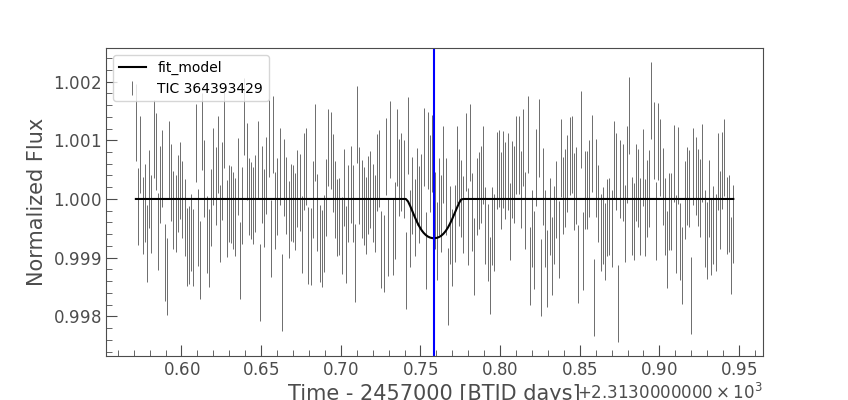 fit_model
TIC 364393429
1.002
1.001
1.000
0.999
0.998
Normalized Flux
0.60 0.65 0.70 0.75 0.80 0.85 0.90 0.95
Time - 2457000 [BTJD days]
+2.3130000000 × 10³